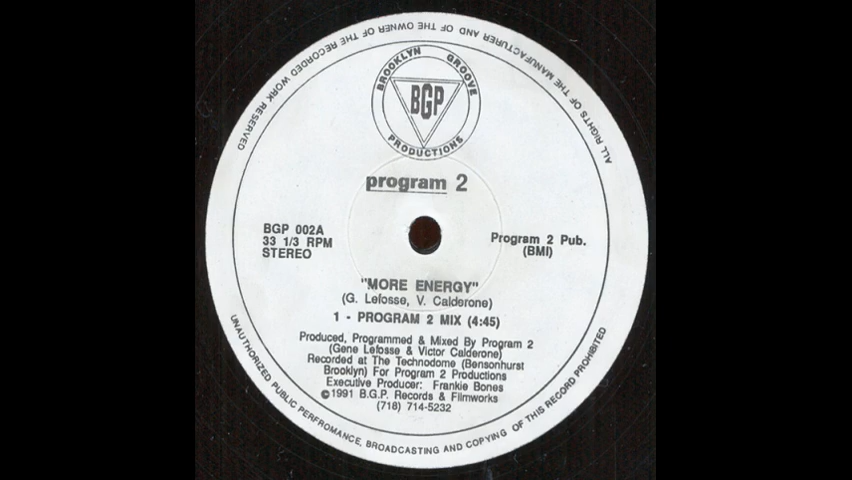 ALL RIGHTS OF THE MANUFACTURER AND OF THE OWNER OF THE RECORDED WORK RESERVED
BROOKLYN GROOVE
BGP
PRODUCTIONS
program 2
BGP 002A
33 1/3 RPM
STEREO
Program 2 Pub.
(BMI)
"MORE ENERGY"
(G. Lefosse, V. Calderone)
1 - PROGRAM 2 MIX (4:45)
Produced, Programmed & Mixed By Program 2
(Gene Lefosse & Victor Calderone)
Recorded at The Technodome (Bensonhurst
Brooklyn) For Program 2 Productions
Executive Producer: Frankie Bones
©1991 B.G.P. Records & Filmworks
(718) 714-5232
UNAUTHORIZED PUBLIC PERFROMANCE, BROADCASTING AND COPYING OF THIS RECORD PROHIBITED